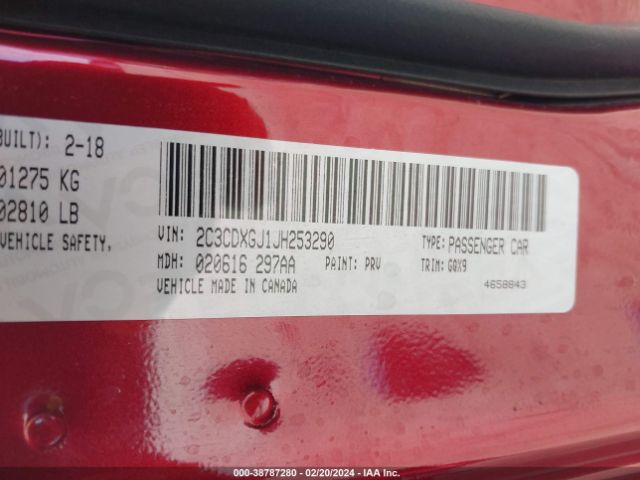 BUILT): 2-18
01275 KG
02810 LB
VEHICLE SAFETY.
VIN: 2C3CDXGJ1JH253290
TYPE: PASSENGER CAR
MDH: 020616 297AA
PAINT: PRV
TRIM: GQX9
VEHICLE MADE IN CANADA
4658843
000-38787280 - 02/20/2024 - IAA Inc.